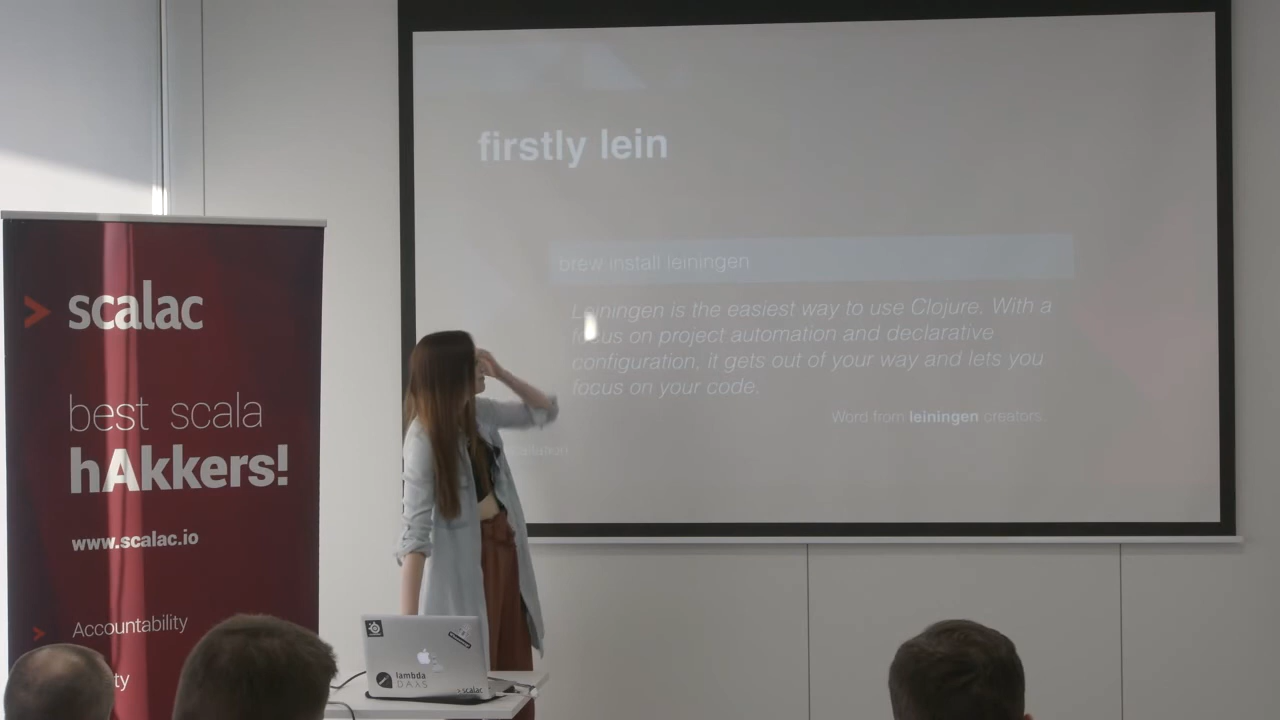 firstly lein
brew install leiningen
Leiningen is the easiest way to use Clojure. With a
focus on project automation and declarative
configuration, it gets out of your way and lets you
focus on your code.
Word from leiningen creators.
> scalac
best scala
hAkkers!
www.scalac.io
> Accountability
lambda
DAYS
scalac